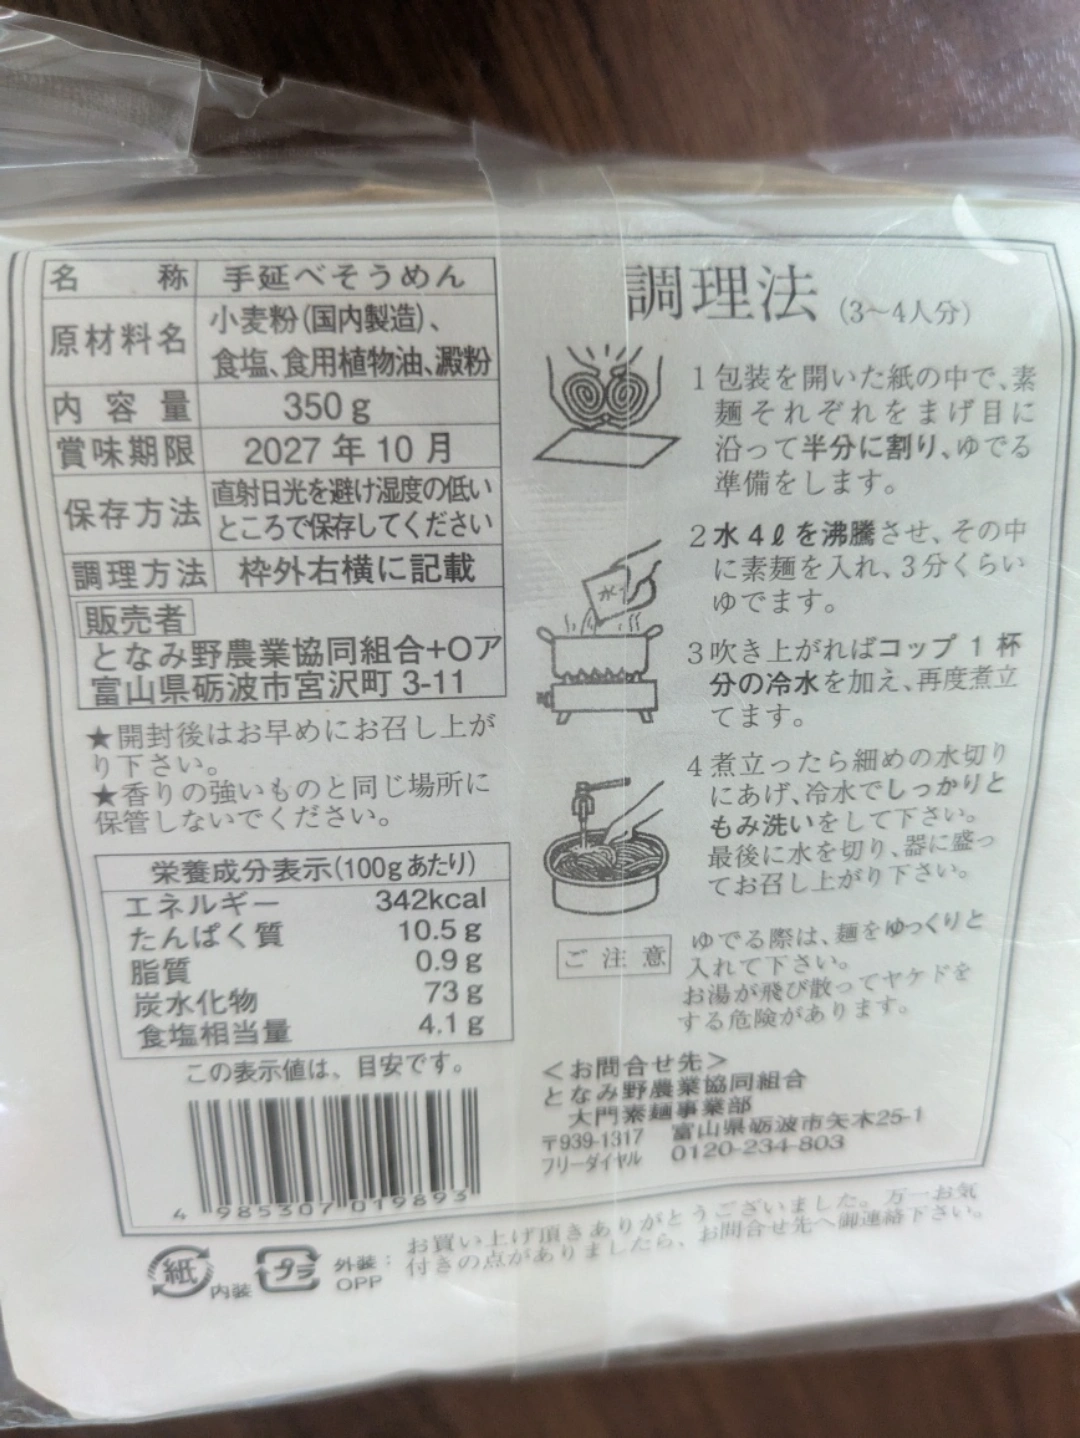 名称 手延べそうめん
原材料名 小麦粉(国内製造)、
食塩、食用植物油、澱粉
内容量 350g
賞味期限 2027年10月
保存方法 直射日光を避け湿度の低い
ところで保存してください
調理方法 枠外右横に記載
販売者
となみ野農業協同組合+Oア
富山県砺波市宮沢町 3-11
★開封後はお早めにお召し上が
り下さい。
★香りの強いものと同じ場所に
保管しないでください。
栄養成分表示(100gあたり)
エネルギー 342kcal
たんぱく質 10.5g
脂質 0.9g
炭水化物 73g
食塩相当量 4.1g
この表示値は、目安です。
4 985307 019893
調理法 (3〜4人分)
1 包装を開いた紙の中で、素
麺それぞれをまげ目に
沿って半分に割り、ゆでる
準備をします。
水
2 水4ℓを沸騰させ、その中
に素麺を入れ、3分くらい
ゆでます。
3 吹き上がればコップ1杯
分の冷水を加え、再度煮立
てます。
4 煮立ったら細めの水切り
にあげ、冷水でしっかりと
もみ洗いをして下さい。
最後に水を切り、器に盛っ
てお召し上がり下さい。
ご注意
ゆでる際は、麺をゆっくりと
入れて下さい。
お湯が飛び散ってヤケドを
する危険があります。
<お問合せ先>
となみ野農業協同組合
大門素麺事業部
〒939-1317 富山県砺波市矢木25-1
フリーダイヤル 0120-234-803
紙 内装 プラ 外装:
OPP
お買い上げ頂きありがとうございました。万一お気
付きの点がありましたら、お問合せ先へ御連絡下さい。